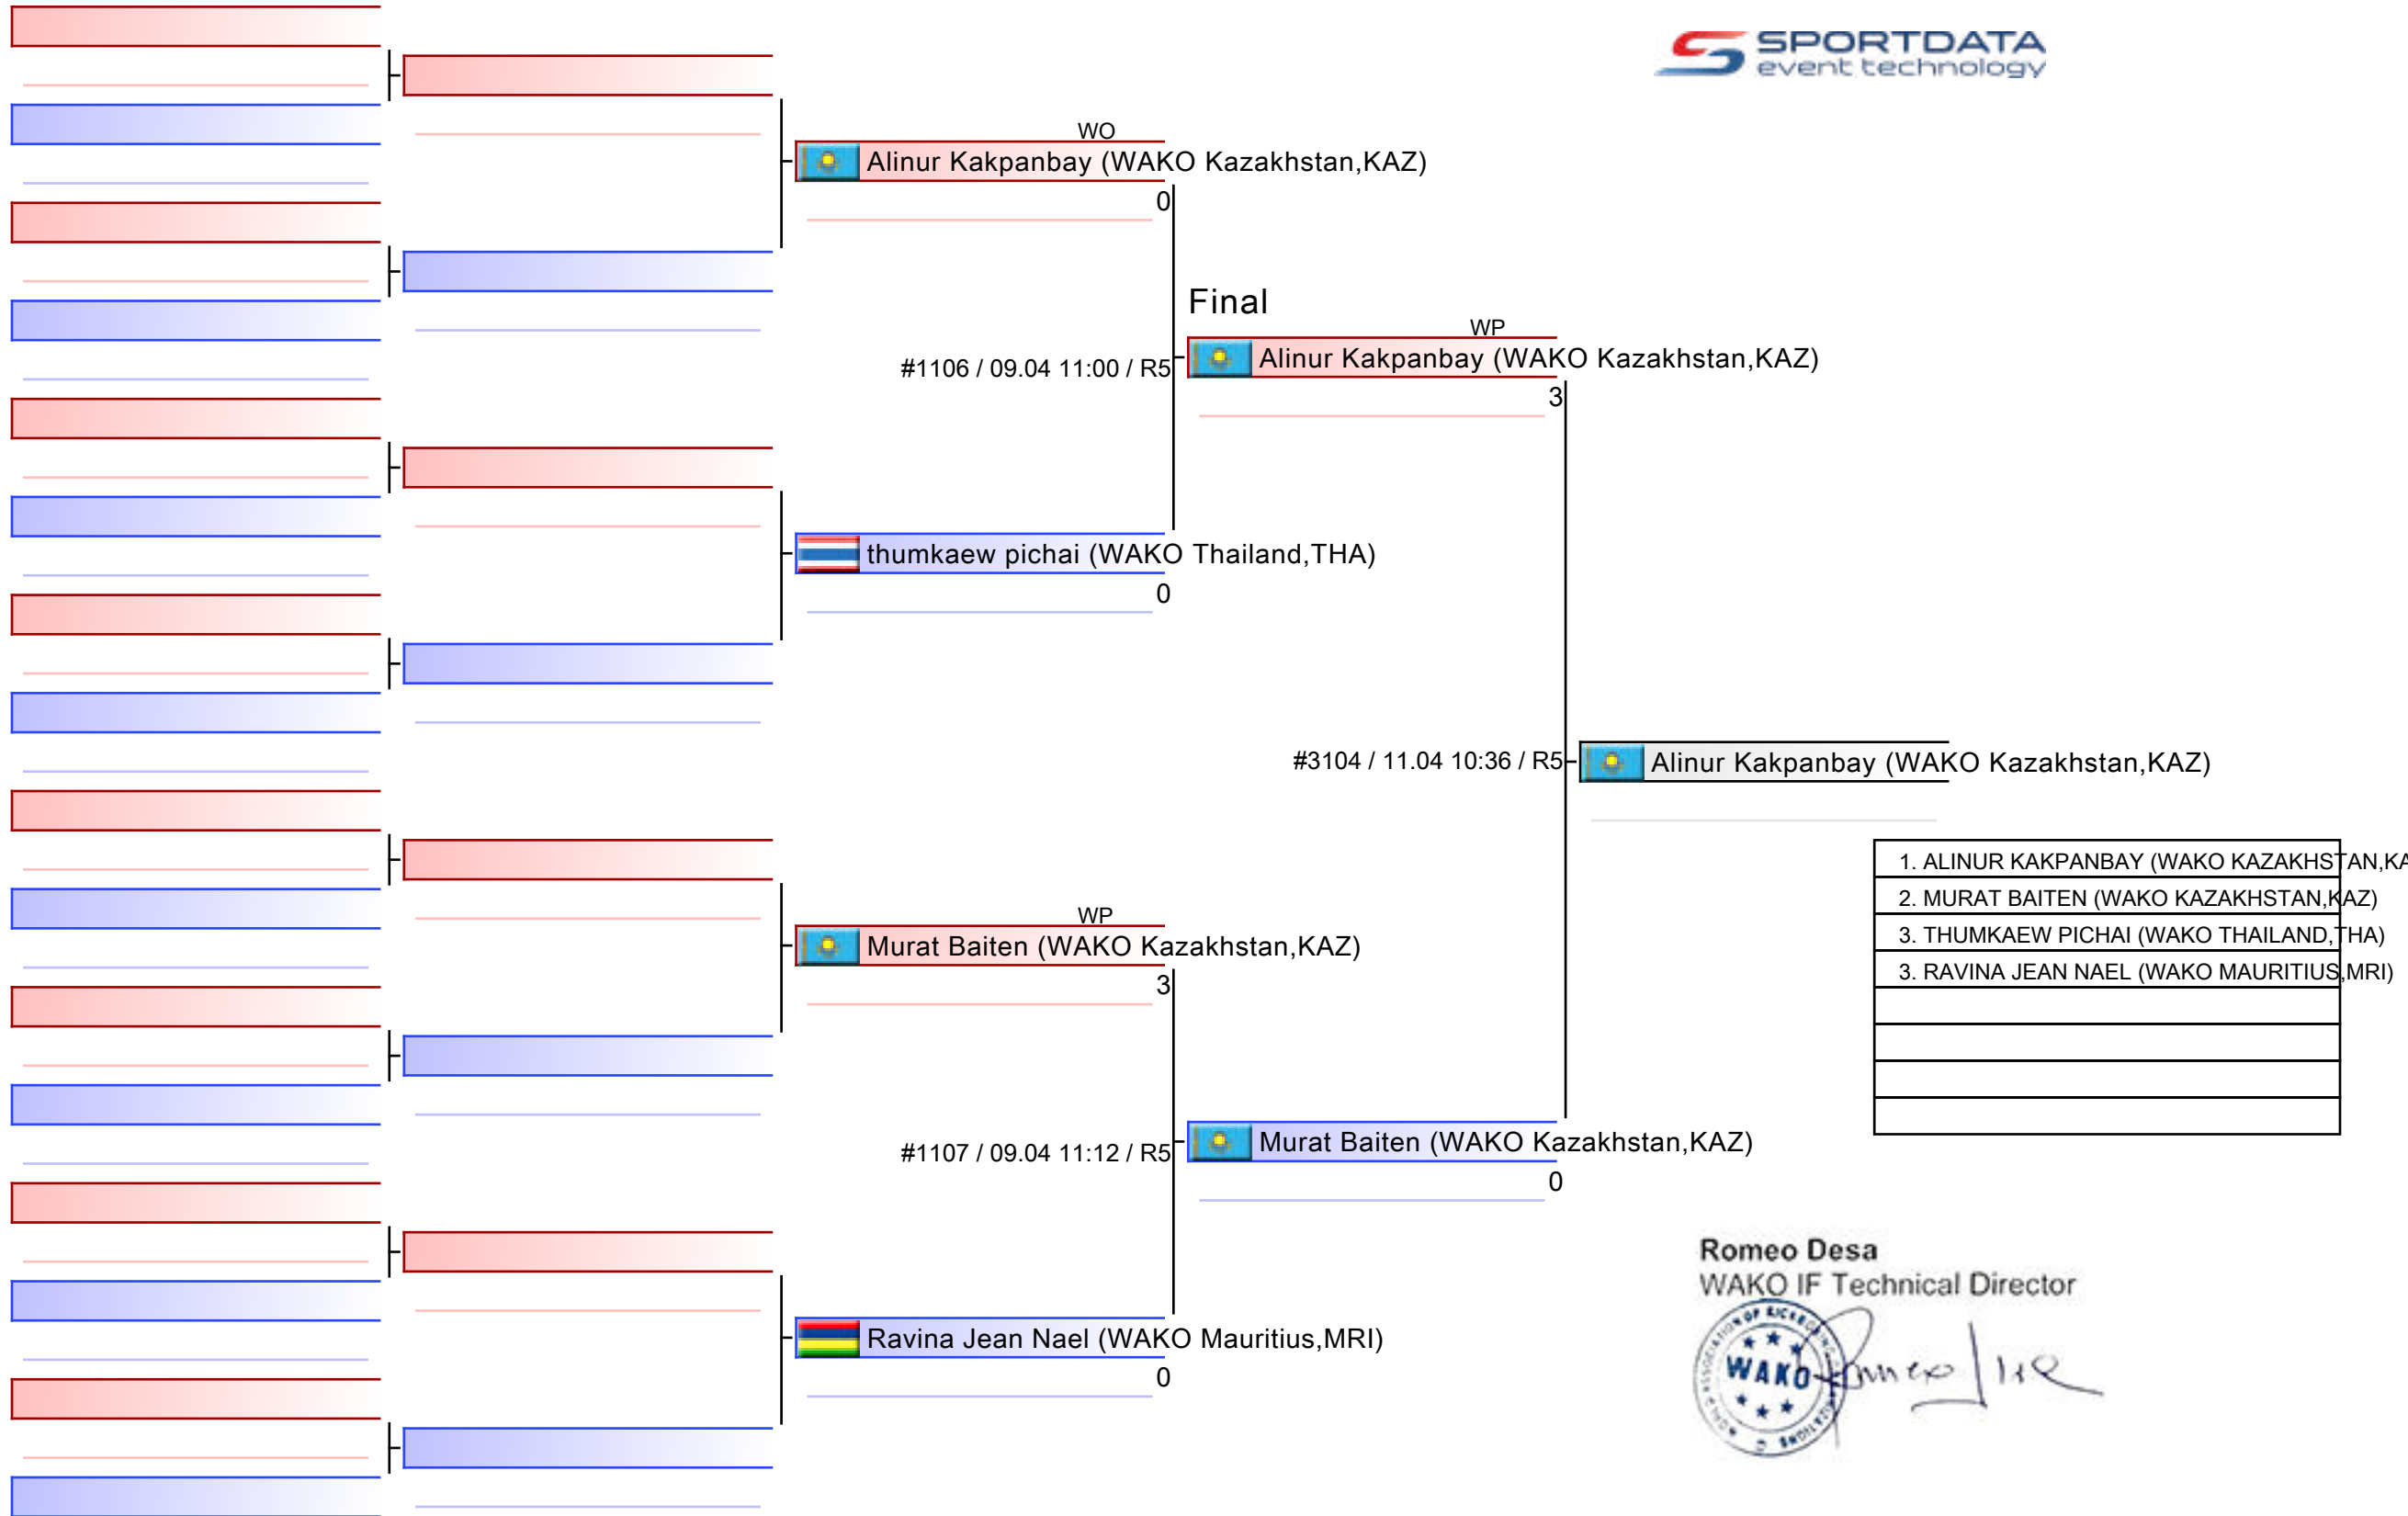 SPORTDATA
event technology
WO
Alinur Kakpanbay (WAKO Kazakhstan,KAZ)
0
Final
WP
#1106 / 09.04 11:00 / R5
Alinur Kakpanbay (WAKO Kazakhstan,KAZ)
3
thumkaew pichai (WAKO Thailand,THA)
0
#3104 / 11.04 10:36 / R5
Alinur Kakpanbay (WAKO Kazakhstan,KAZ)
1. ALINUR KAKPANBAY (WAKO KAZAKHSTAN,KA
2. MURAT BAITEN (WAKO KAZAKHSTAN,KAZ)
3. THUMKAEW PICHAI (WAKO THAILAND,THA)
3. RAVINA JEAN NAEL (WAKO MAURITIUS,MRI)
WP
Murat Baiten (WAKO Kazakhstan,KAZ)
3
#1107 / 09.04 11:12 / R5
Murat Baiten (WAKO Kazakhstan,KAZ)
0
Ravina Jean Nael (WAKO Mauritius,MRI)
0
Romeo Desa
WAKO IF Technical Director
WAKO